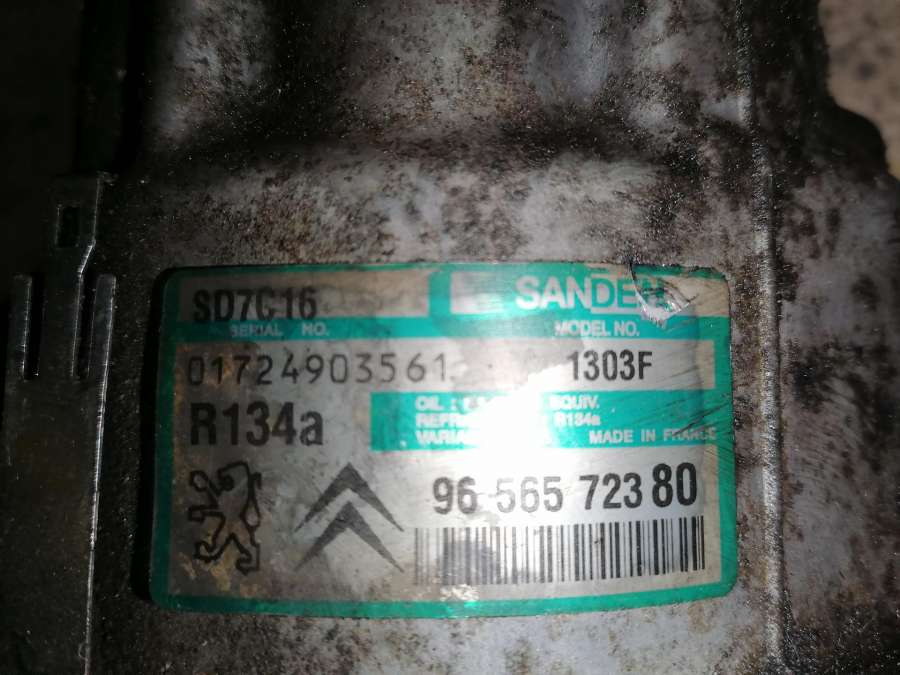 SD7C16 SANDEN
SERIAL NO. MODEL NO.
01724903561 1303F
OIL : EQUIV.
R134a R134a
VARIA MADE IN FRANCE
96 565 723 80